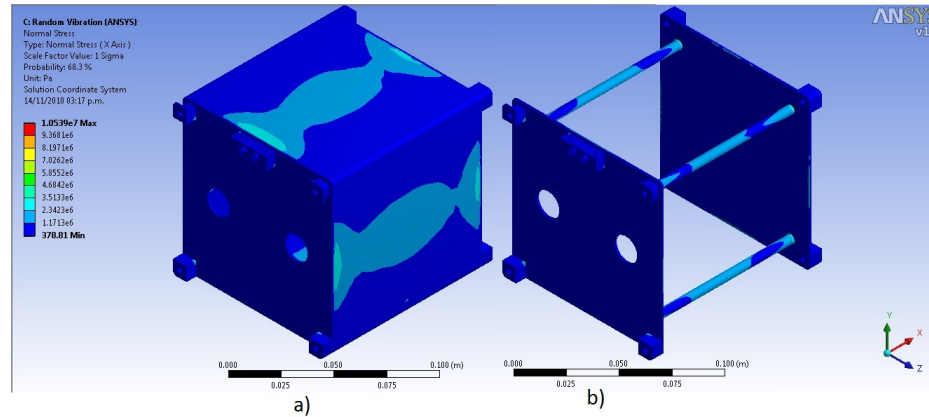 C: Random Vibration (ANSYS)
Normal Stress
Type: Normal Stress ( X Axis )
Scale Factor Value: 1 Sigma
Probability: 68.3 %
Unit: Pa
Solution Coordinate System
14/11/2010 03:17 p.m.
1.0539e7 Max
9.3681e6
8.1971e6
7.0262e6
5.8552e6
4.6842e6
3.5133e6
2.3423e6
1.1713e6
378.81 Min
ANSYS
0.000 0.050 0.100 (m)
0.025 0.075
0.000 0.050 0.100 (m)
0.025 0.075
Y
X
Z
a)
b)